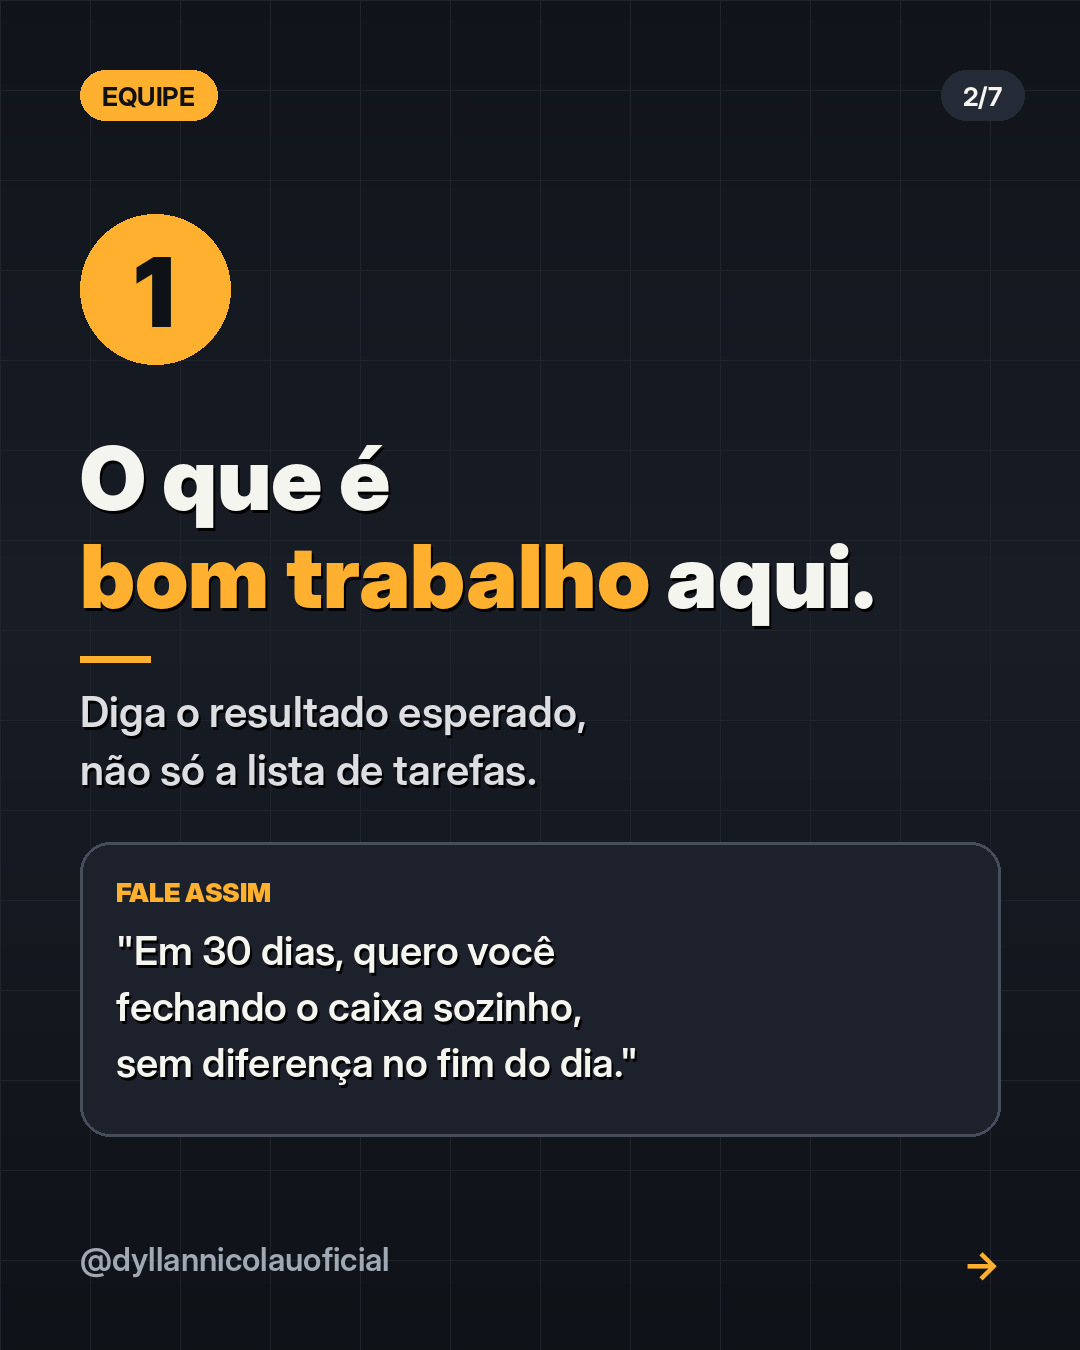 EQUIPE
2/7
1
O que é
bom trabalho aqui.
Diga o resultado esperado,
não só a lista de tarefas.
FALE ASSIM
"Em 30 dias, quero você
fechando o caixa sozinho,
sem diferença no fim do dia."
@dyllannicolauoficial
→